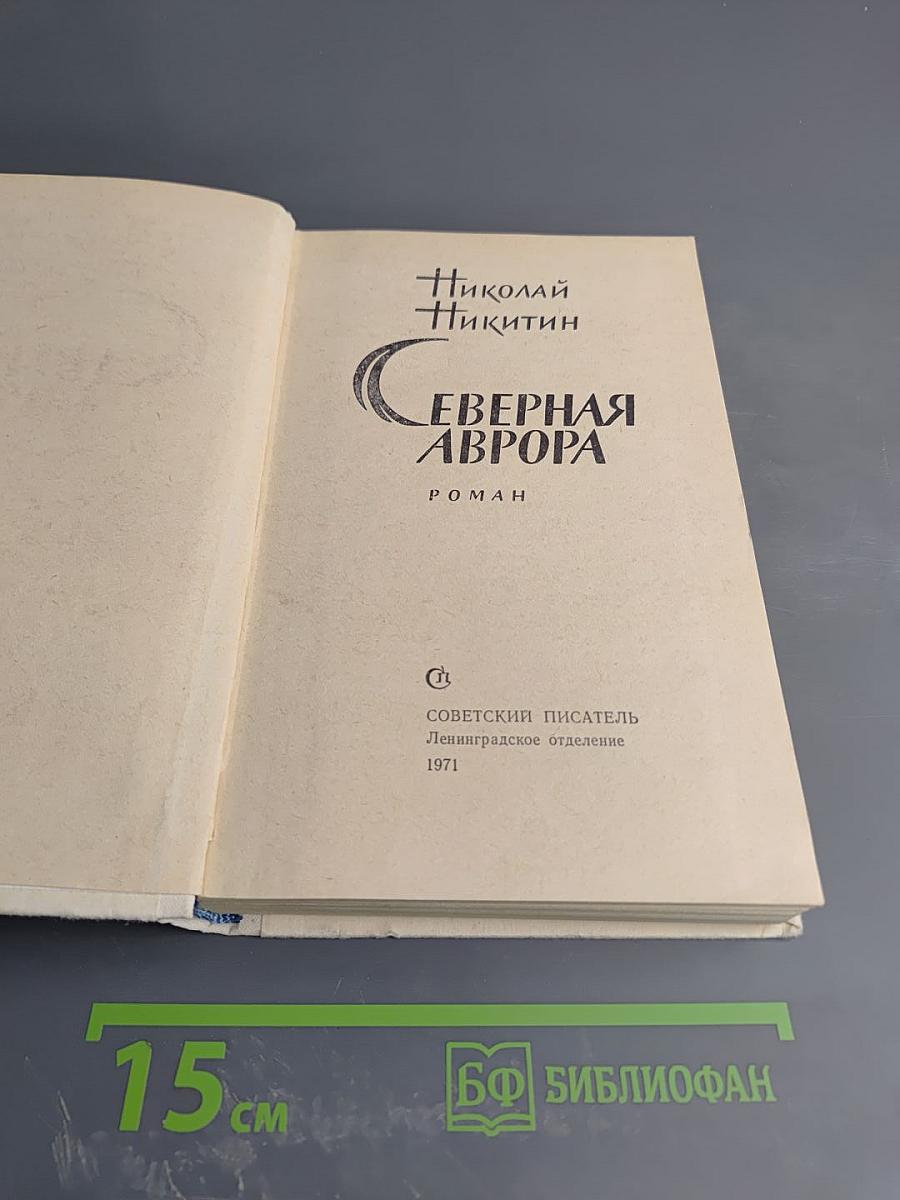 Николай
Никитин
Северная
Аврора
роман
СП
СОВЕТСКИЙ ПИСАТЕЛЬ
Ленинградское отделение
1971
15 см
БФ БИБЛИОФАН